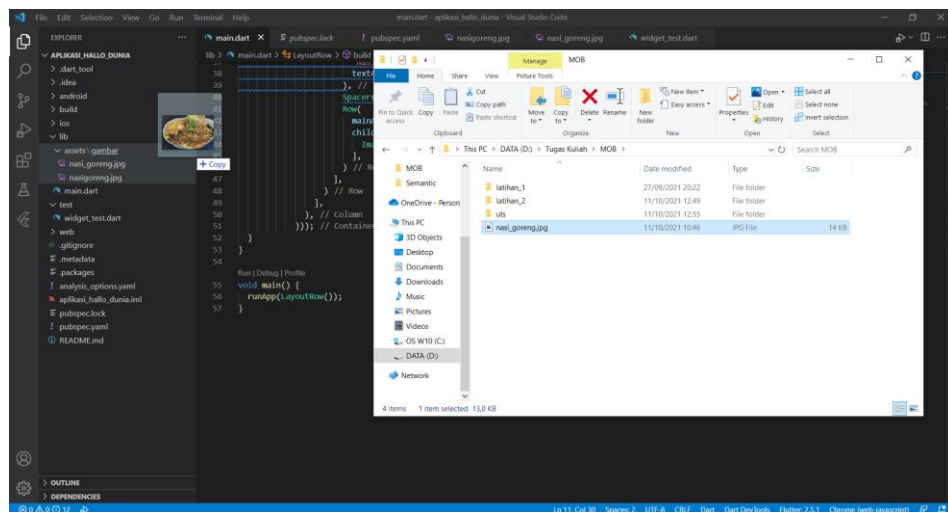 File Edit Selection View Go Run Terminal Help
main.dart - aplikasi_hallo_dunia - Visual Studio Code
EXPLORER
main.dart
pubspec.lock
pubspec.yaml
nasigoreng.jpg
nasi_goreng.jpg
widget_test.dart
lib > main.dart > LayoutRow > build
APLIKASI_HALLO_DUNIA
.dart_tool
.idea
android
build
ios
lib
assets \ gambar
nasi_goreng.jpg
nasigoreng.jpg
main.dart
test
widget_test.dart
web
.gitignore
.metadata
.packages
analysis_options.yaml
aplikasi_hallo_dunia.iml
pubspec.lock
pubspec.yaml
README.md
OUTLINE
DEPENDENCIES
+ Copy
38 textA
39 ), //
Spacer(
Row(
main
chil
Ima
],
) // R
47 ],
48 ) // Row
49 ],
50 ), // Column
51 ))); // Container
52 }
53 }
54
Run | Debug | Profile
55 void main() {
56 runApp(LayoutRow());
57 }
Manage
MOB
File Home Share View Picture Tools
Pin to Quick access
Copy
Paste
Cut
Copy path
Paste shortcut
Move to
Copy to
Delete
Rename
New folder
New item
Easy access
Properties
Open
Edit
History
Select all
Select none
Invert selection
Clipboard
Organize
New
Open
Select
This PC > DATA (D:) > Tugas Kuliah > MOB >
Search MOB
MOB
Semantic
OneDrive - Person
This PC
3D Objects
Desktop
Documents
Downloads
Music
Pictures
Videos
OS W10 (C:)
DATA (D:)
Network
Name Date modified Type Size
latihan_1 27/09/2021 20:22 File folder
latihan_2 11/10/2021 12:49 File folder
uts 11/10/2021 12:55 File folder
nasi_goreng.jpg 11/10/2021 10:46 JPG File 14 KB
4 items 1 item selected 13,0 KB
0 0 12
Ln 11, Col 30 Spaces: 2 UTF-8 CRLF Dart Dart DevTools Flutter: 2.5.1 Chrome (web-javascript)